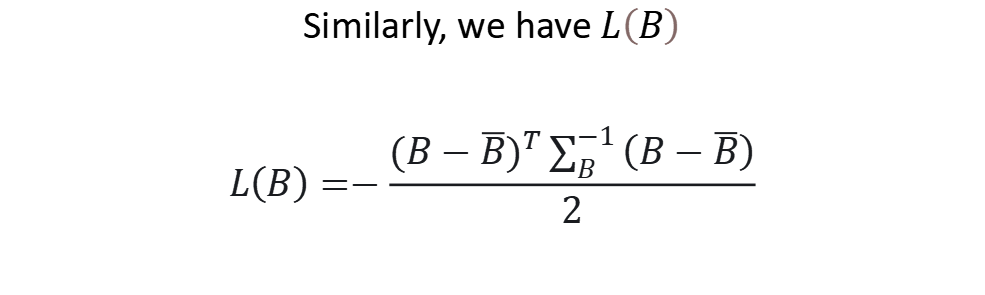 Similarly, we have L(B)
L(B) =− (B − B̅)ᵀ ∑_B⁻¹ (B − B̅)
2